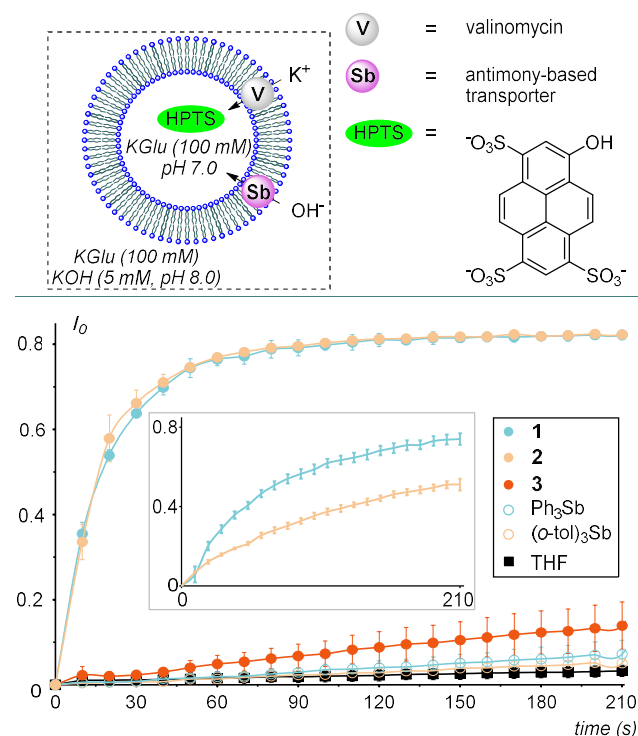 V = valinomycin
K⁺
Sb = antimony-based
transporter
V
HPTS
HPTS =
OH
⁻O₃S
KGlu (100 mM)
pH 7.0
Sb
OH⁻
KGlu (100 mM)
KOH (5 mM, pH 8.0)
⁻O₃S
SO₃⁻
I₀
0.8
0.6
0.4
0.2
0
0.8
0.4
0
0
210
1
2
3
Ph₃Sb
(o-tol)₃Sb
THF
0 30 60 90 120 150 180 210
time (s)